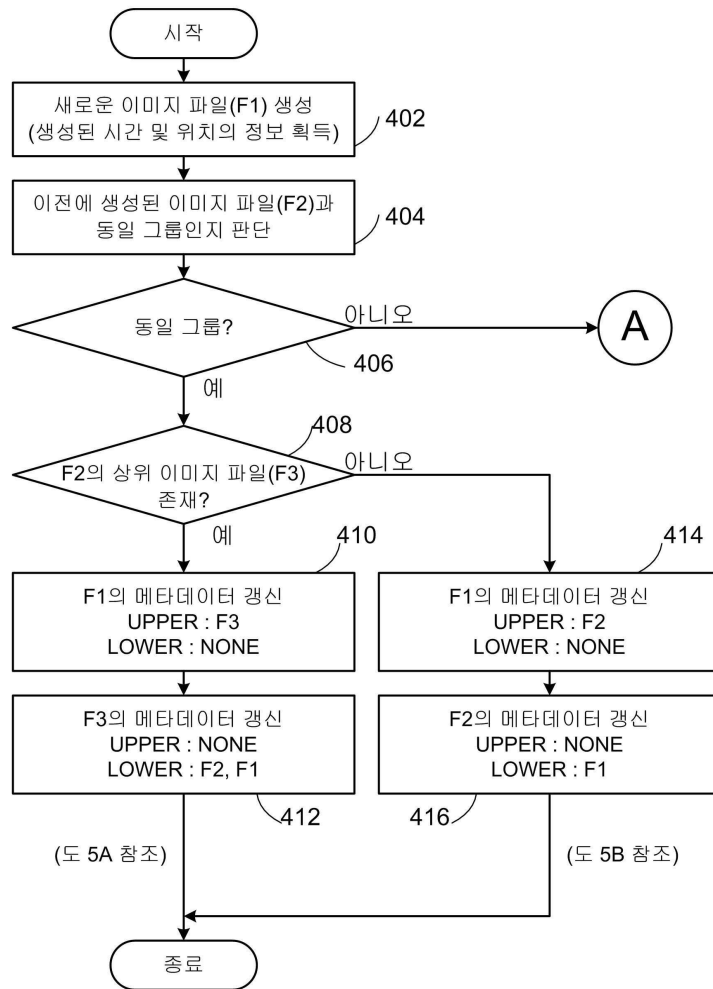 시작
새로운 이미지 파일(F1) 생성
(생성된 시간 및 위치의 정보 획득)
402
이전에 생성된 이미지 파일(F2)과
동일 그룹인지 판단
404
동일 그룹?
아니오
A
406
예
408
F2의 상위 이미지 파일(F3)
존재?
아니오
예
410
F1의 메타데이터 갱신
UPPER : F3
LOWER : NONE
414
F1의 메타데이터 갱신
UPPER : F2
LOWER : NONE
F3의 메타데이터 갱신
UPPER : NONE
LOWER : F2, F1
412
F2의 메타데이터 갱신
UPPER : NONE
LOWER : F1
416
(도 5A 참조)
(도 5B 참조)
종료